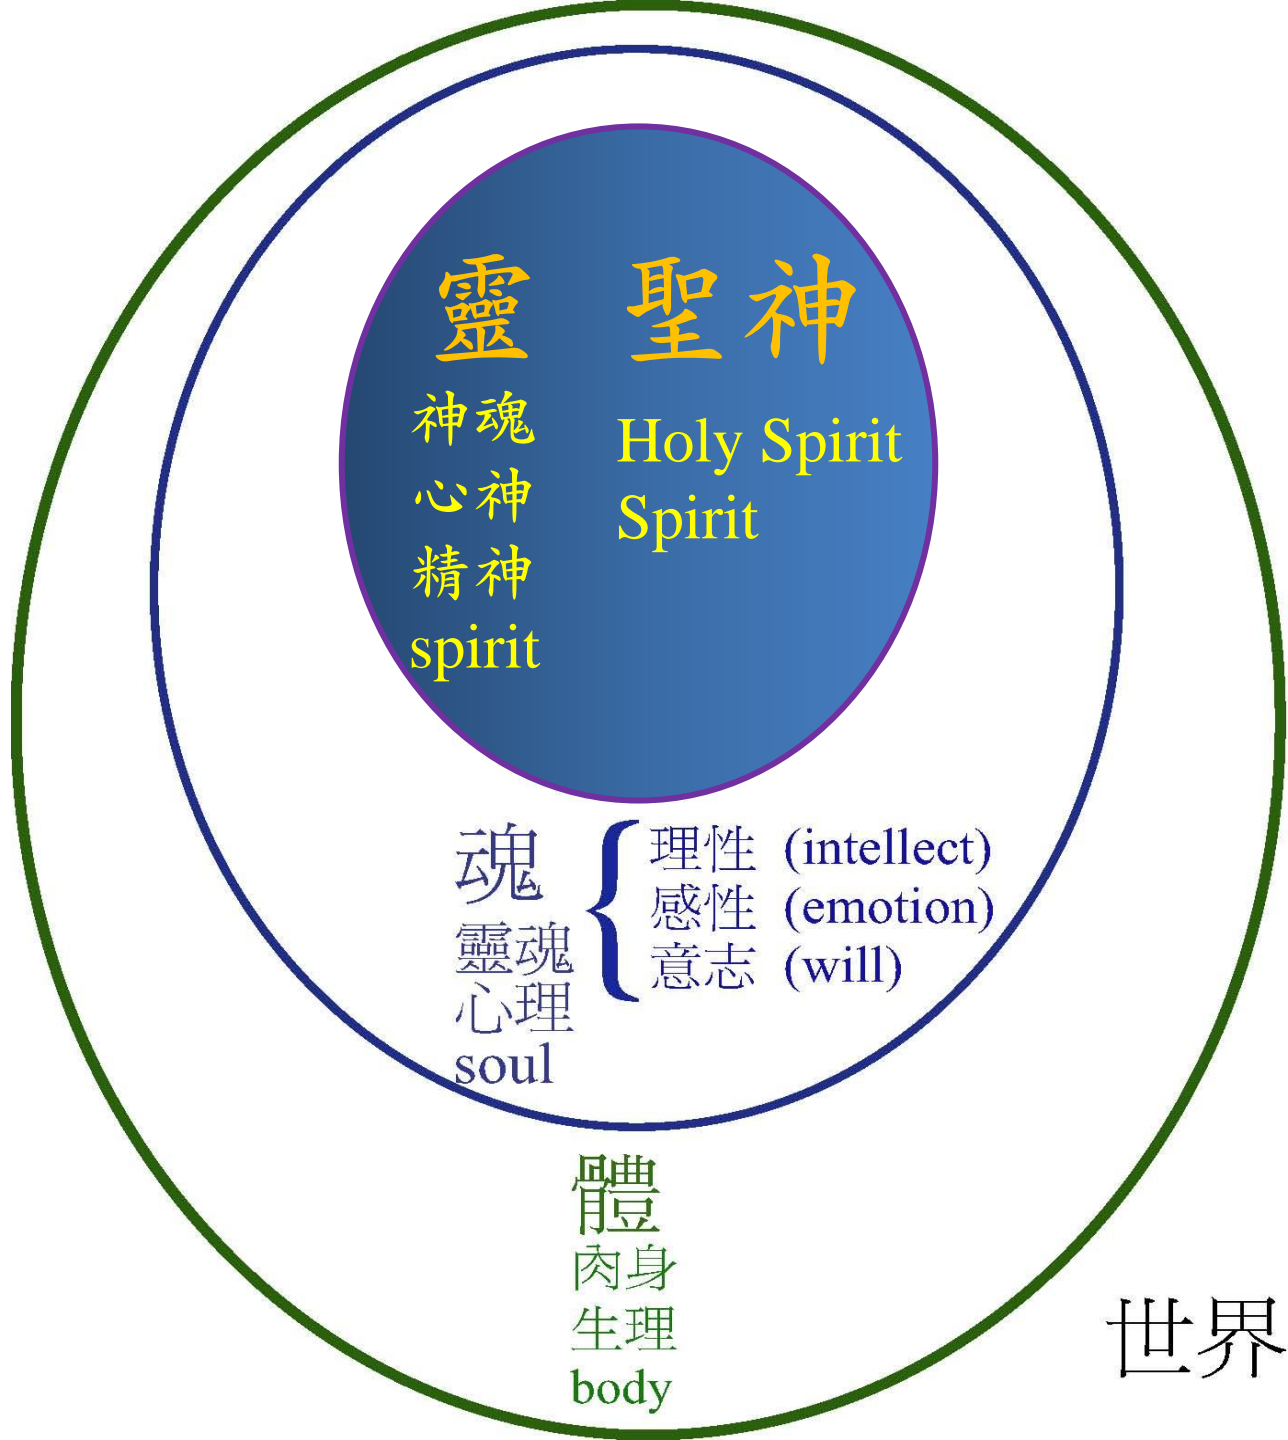 靈 聖神
神魂
心神
精神
spirit
Holy Spirit
Spirit
魂
靈魂
心理
soul
理性 (intellect)
感性 (emotion)
意志 (will)
體
肉身
生理
body
世界